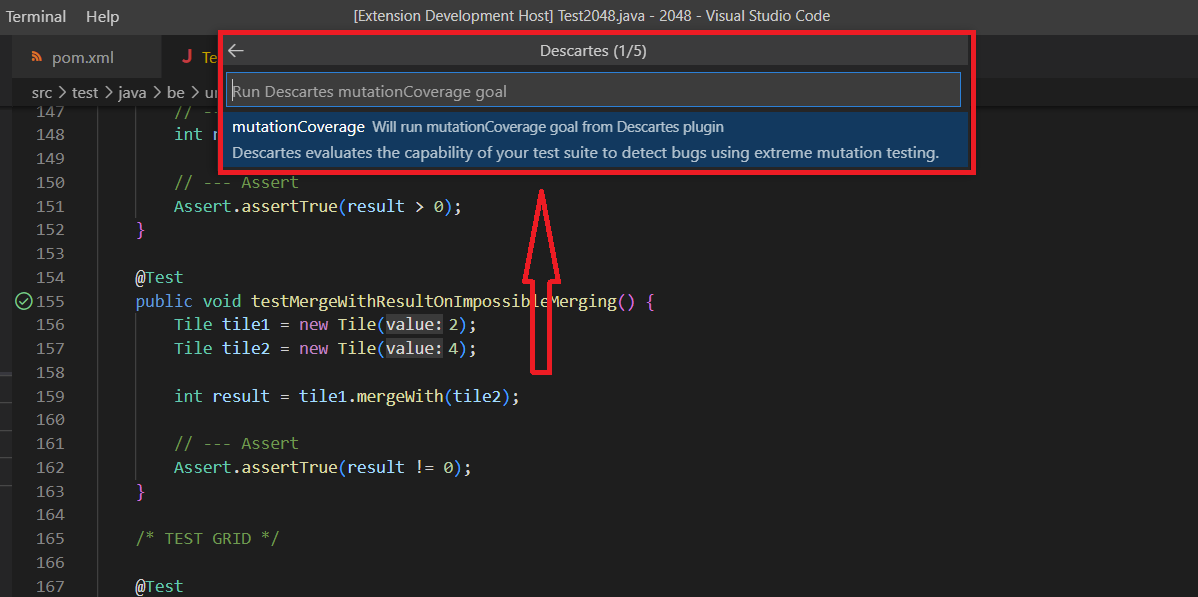 Terminal Help [Extension Development Host] Test2048.java - 2048 - Visual Studio Code
pom.xml J Te
src > test > java > be > ur
Descartes (1/5)
Run Descartes mutationCoverage goal
mutationCoverage Will run mutationCoverage goal from Descartes plugin
Descartes evaluates the capability of your test suite to detect bugs using extreme mutation testing.
147 // --
148 int r
149
150 // --- Assert
151 Assert.assertTrue(result > 0);
152 }
153
154 @Test
155 public void testMergeWithResultOnImpossibleMerging() {
156 Tile tile1 = new Tile(value: 2);
157 Tile tile2 = new Tile(value: 4);
158
159 int result = tile1.mergeWith(tile2);
160
161 // --- Assert
162 Assert.assertTrue(result != 0);
163 }
164
165 /* TEST GRID */
166
167 @Test